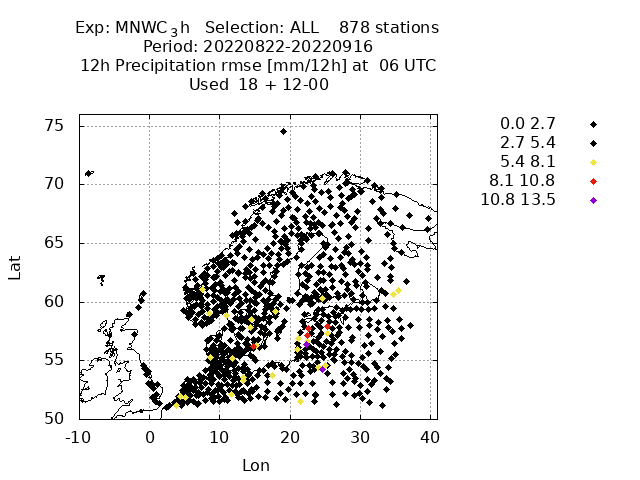 Exp: MNWC_3h   Selection: ALL    878 stations
Period: 20220822-20220916
12h Precipitation rmse [mm/12h] at  06 UTC
Used  18 + 12-00
0.0 2.7
2.7 5.4
5.4 8.1
8.1 10.8
10.8 13.5
75
70
65
60
55
50
Lat
-10 0 10 20 30 40
Lon